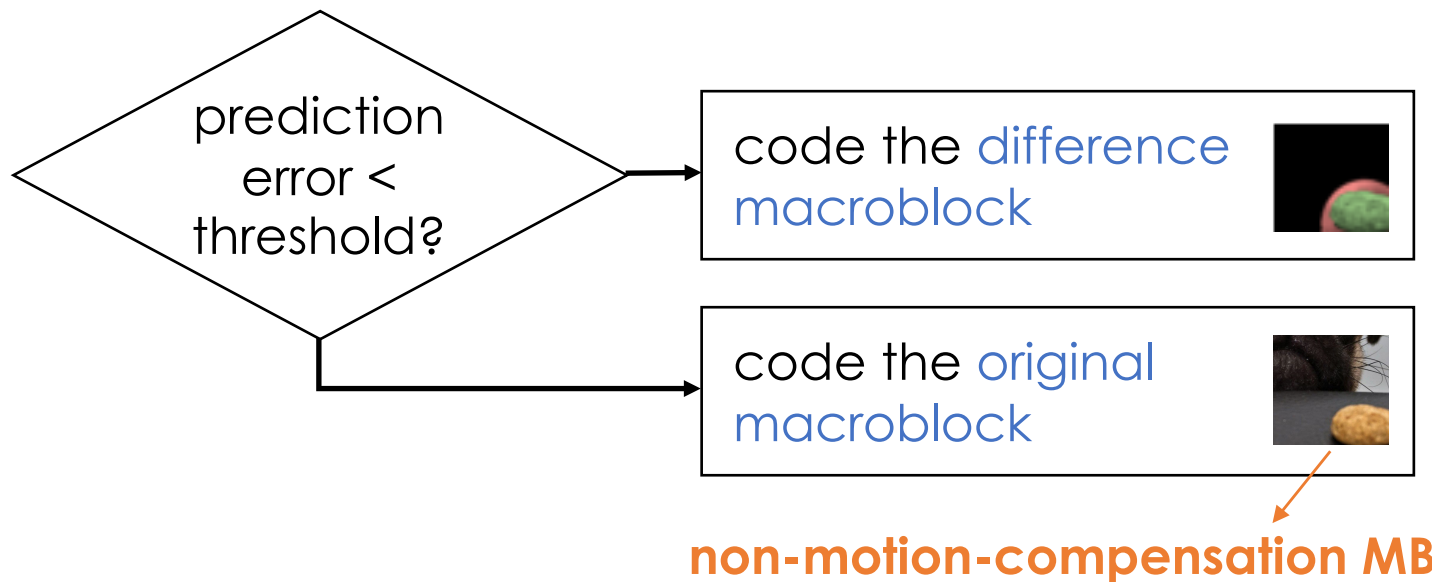 prediction
error <
threshold?
code the difference
macroblock
code the original
macroblock
non-motion-compensation MB